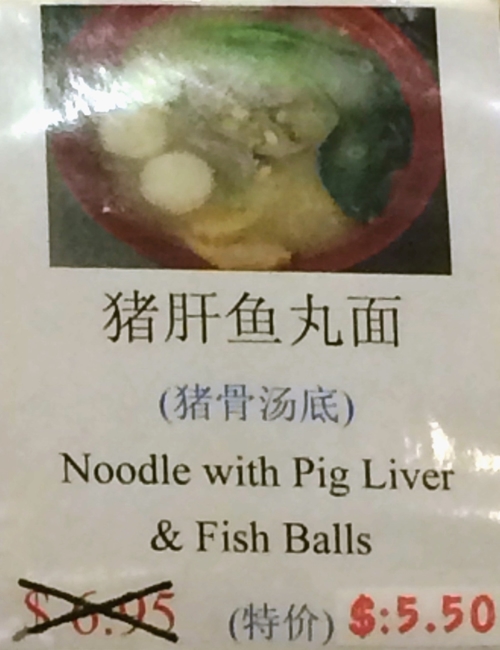 猪肝鱼丸面
(猪骨汤底)
Noodle with Pig Liver
& Fish Balls
$ 6.95 (特价) $:5.50